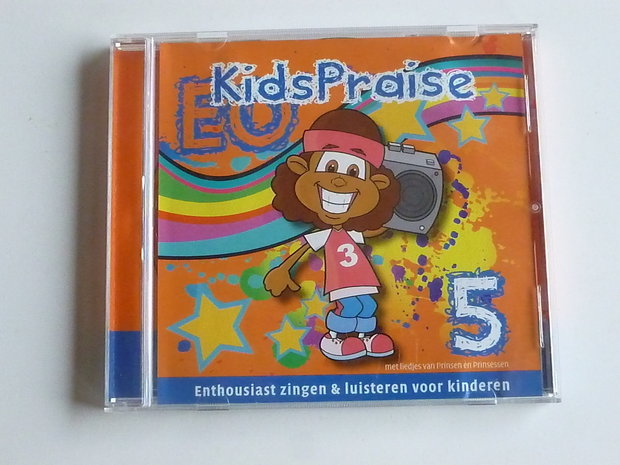 EO
KidsPraise
3
5
met liedjes van Prinsen en Prinsessen
Enthousiast zingen & luisteren voor kinderen